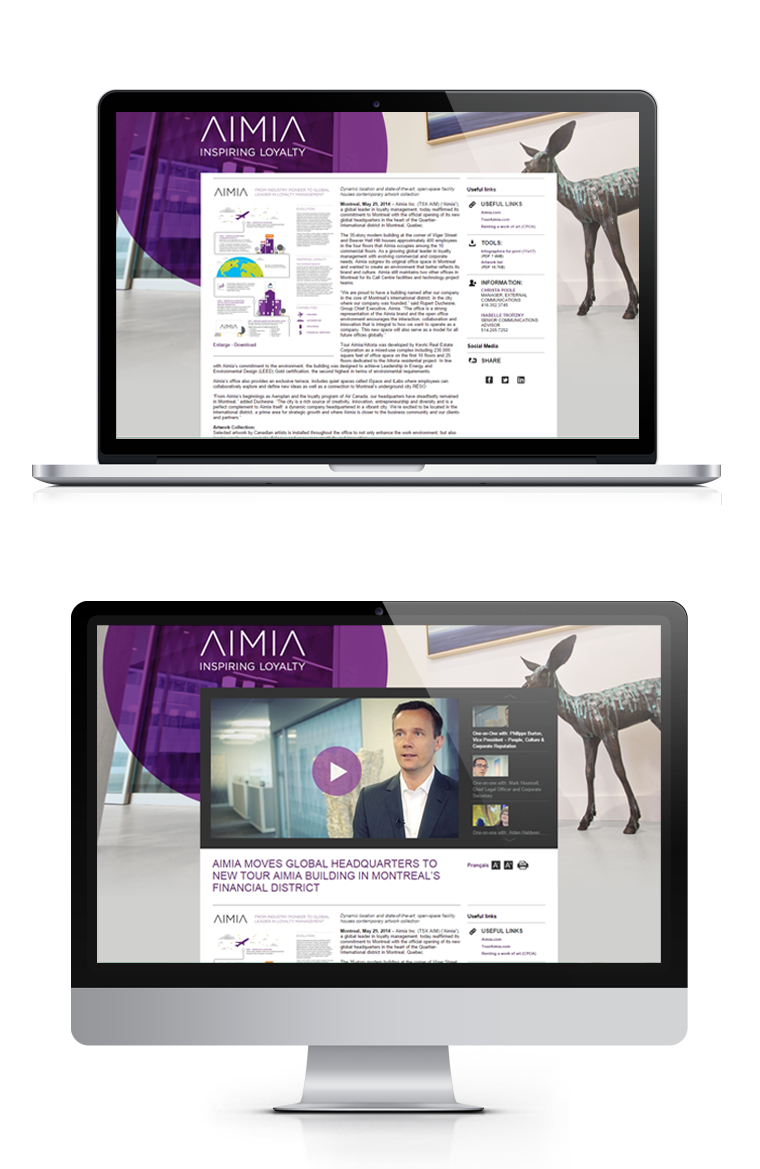 AIMIA
INSPIRING LOYALTY
AIMIA
FROM INDUSTRY PIONEER TO GLOBAL
LEADER IN LOYALTY MANAGEMENT
Enlarge - Download
Dynamic location and state-of-the-art, open-space facility
houses contemporary artwork collection
Montreal, May 29, 2014 – Aimia Inc. (TSX:AIM) ("Aimia"),
a global leader in loyalty management, today reaffirmed its
commitment to Montreal with the official opening of its new
global headquarters in the heart of the Quartier
International district in Montreal, Quebec.
The 35-story modern building at the corner of Viger Street
and Beaver Hall Hill houses approximately 400 employees
in the four floors that Aimia occupies among the 10
commercial floors. As a growing global leader in loyalty
management with evolving commercial and corporate
needs, Aimia outgrew its original office space in Montreal
and wanted to create an environment that better reflects its
brand and culture. Aimia still maintains two other offices in
Montreal for its Call Centre facilities and technology project
teams.
"We are proud to have a building named after our company
in the core of Montreal's international district, in the city
where our company was founded," said Rupert Duchesne,
Group Chief Executive, Aimia. "The office is a strong
representation of the Aimia brand and the open office
environment encourages the interaction, collaboration and
innovation that is integral to how we want to operate as a
company. This new space will also serve as a model for all
future offices globally."
Tour Aimia/Altoria was developed by Kevric Real Estate
Corporation as a mixed-use complex including 230,000
square feet of office space on the first 10 floors and 25
floors dedicated to the Altoria residential project. In line
with Aimia's commitment to the environment, the building was designed to achieve Leadership in Energy and
Environmental Design (LEED) Gold certification, the second highest in terms of environmental requirements.
Aimia's office also provides an exclusive terrace, includes quiet spaces called iSpace and iLabs where employees can
collaboratively explore and define new ideas as well as a connection to Montreal's underground city RESO.
"From Aimia's beginnings as Aeroplan and the loyalty program of Air Canada, our headquarters have steadfastly remained
in Montreal," added Duchesne. "The city is a rich source of creativity, innovation, entrepreneurship and diversity and is a
perfect complement to Aimia itself: a dynamic company headquartered in a vibrant city. We're excited to be located in the
international district, a prime area for strategic growth and where Aimia is closer to the business community and our clients
and partners."
Artwork Collection:
Selected artwork by Canadian artists is installed throughout the office to not only enhance the work environment, but also
Useful links
USEFUL LINKS
Aimia.com
TourAimia.com
Renting a work of art (CPOA)
TOOLS:
Infographics for print (11x17)
Artwork list
INFORMATION:
CHRISTA POOLE
MANAGER, EXTERNAL
COMMUNICATIONS
416.352.3745
ISABELLE TROITZKY
SENIOR COMMUNICATIONS
ADVISOR
514.205.7252
Social Media
SHARE
AIMIA
INSPIRING LOYALTY
One-on-One with: Philippe Barton,
Vice President – People, Culture &
Corporate Reputation
One-on-One with: Mark Hounsell,
Chief Legal Officer and Corporate
Secretary
One-on-one with:
AIMIA MOVES GLOBAL HEADQUARTERS TO
NEW TOUR AIMIA BUILDING IN MONTREAL'S
FINANCIAL DISTRICT
Français A A
AIMIA
FROM INDUSTRY PIONEER TO GLOBAL
LEADER IN LOYALTY MANAGEMENT
Dynamic location and state-of-the-art, open-space facility
houses contemporary artwork collection
Montreal, May 29, 2014 – Aimia Inc. (TSX:AIM) ("Aimia"),
a global leader in loyalty management, today reaffirmed its
commitment to Montreal with the official opening of its new
global headquarters in the heart of the Quartier
International district in Montreal, Quebec.
The 35-story modern building at the corner of Viger Street
Useful links
USEFUL LINKS
Aimia.com
TourAimia.com
Renting a work of art (CPOA)